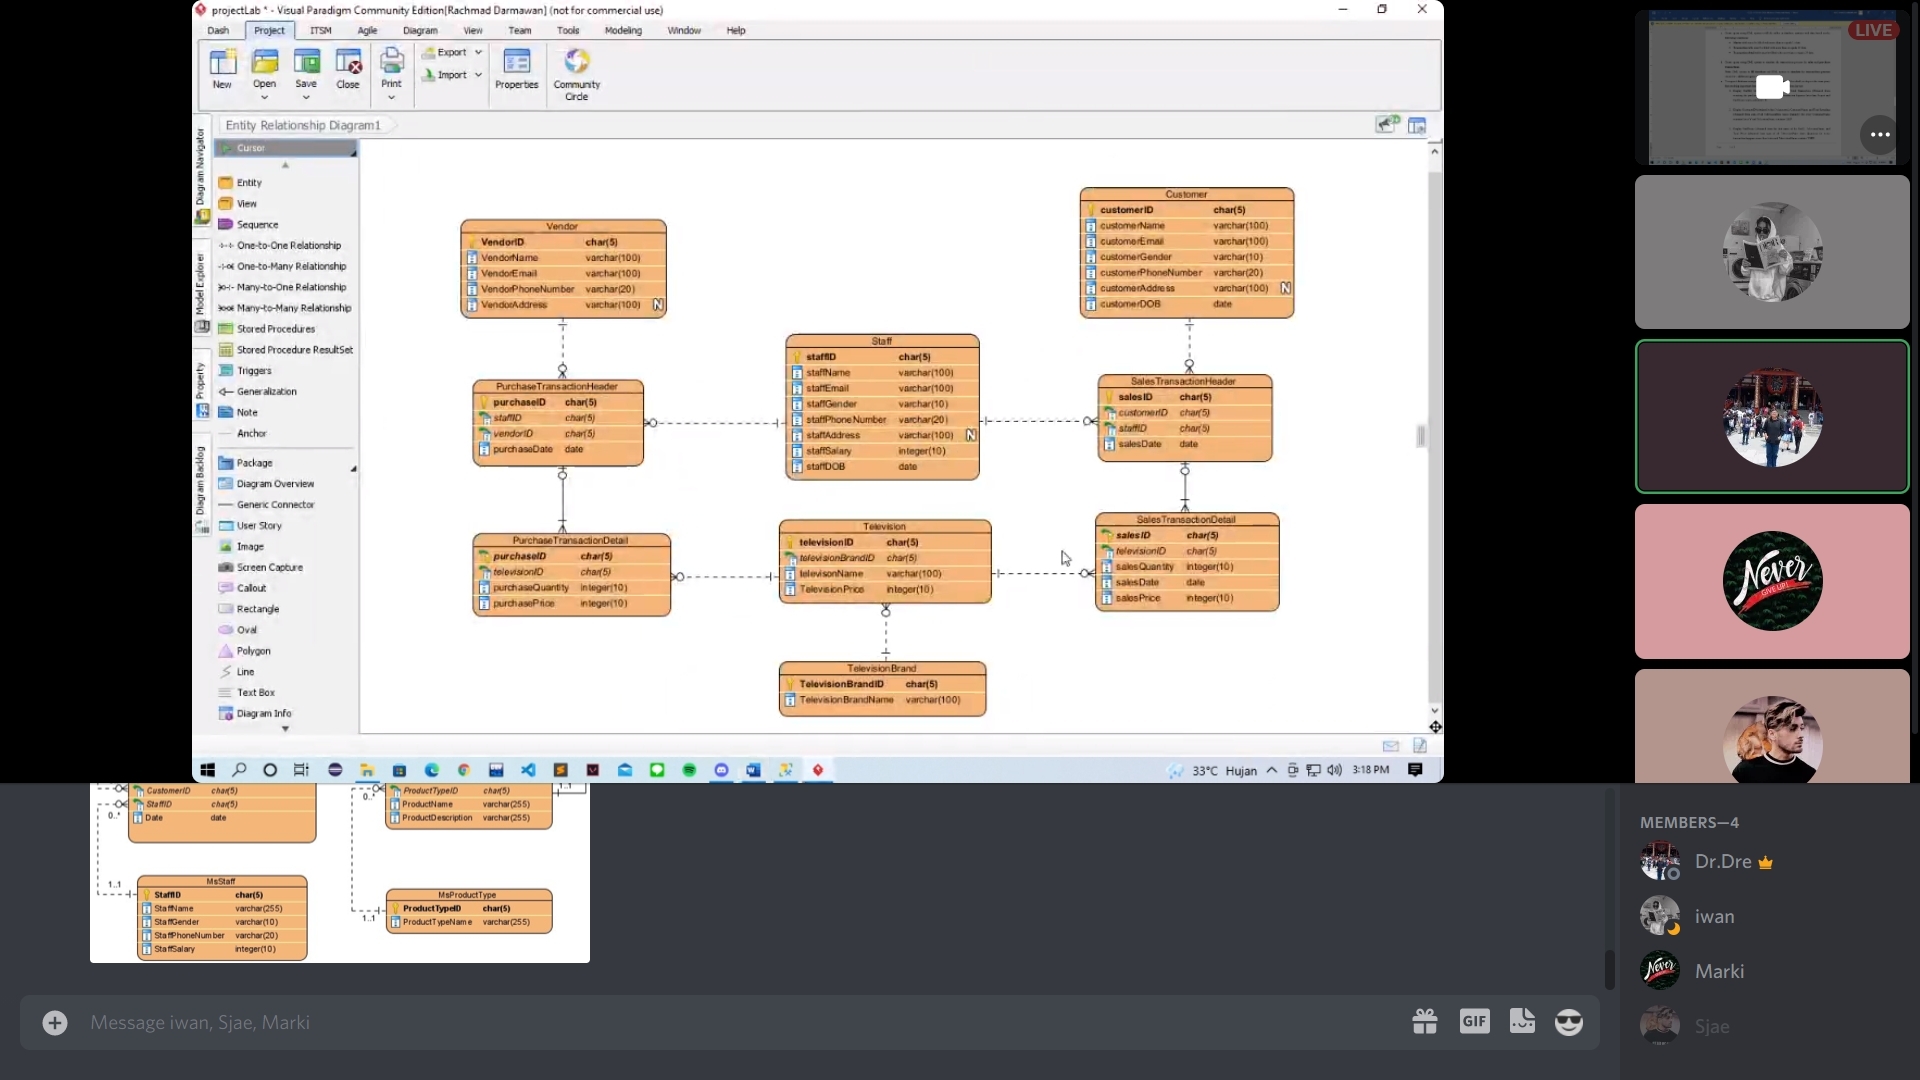 projectLab * - Visual Paradigm Community Edition[Rachmad Darmawan] (not for commercial use)
Dash Project ITSM Agile Diagram View Team Tools Modeling Window Help
New Open Save Close Print Export Import Properties Community Circle
Entity Relationship Diagram1
Diagram Navigator
Model Explorer
Property
Diagram Backlog
Cursor
Entity
View
Sequence
One-to-One Relationship
One-to-Many Relationship
Many-to-One Relationship
Many-to-Many Relationship
Stored Procedures
Stored Procedure ResultSet
Triggers
Generalization
Note
Anchor
Package
Diagram Overview
Generic Connector
User Story
Image
Screen Capture
Callout
Rectangle
Oval
Polygon
Line
Text Box
Diagram Info
Vendor
VendorID char(5)
VendorName varchar(100)
VendorEmail varchar(100)
VendorPhoneNumber varchar(20)
VendorAddress varchar(100) N
Customer
customerID char(5)
customerName varchar(100)
customerEmail varchar(100)
customerGender varchar(10)
customerPhoneNumber varchar(20)
customerAddress varchar(100) N
customerDOB date
Staff
staffID char(5)
staffName varchar(100)
staffEmail varchar(100)
staffGender varchar(10)
staffPhoneNumber varchar(20)
staffAddress varchar(100) N
staffSalary integer(10)
staffDOB date
PurchaseTransactionHeader
purchaseID char(5)
staffID char(5)
vendorID char(5)
purchaseDate date
SalesTransactionHeader
salesID char(5)
customerID char(5)
staffID char(5)
salesDate date
PurchaseTransactionDetail
purchaseID char(5)
televisionID char(5)
purchaseQuantity integer(10)
purchasePrice integer(10)
Television
televisionID char(5)
televisionBrandID char(5)
televisonName varchar(100)
TelevisionPrice integer(10)
SalesTransactionDetail
salesID char(5)
televisionID char(5)
salesQuantity integer(10)
salesDate date
salesPrice integer(10)
TelevisionBrand
TelevisionBrandID char(5)
TelevisionBrandName varchar(100)
33°C Hujan 3:18 PM
CustomerID char(5)
StaffID char(5)
Date date
0..*
1..1
MsStaff
StaffID char(5)
StaffName varchar(255)
StaffGender varchar(10)
StaffPhoneNumber varchar(20)
StaffSalary integer(10)
ProductTypeID char(5)
ProductName varchar(255)
ProductDescription varchar(255)
0..*
1..1
1..1
MsProductType
ProductTypeID char(5)
ProductTypeName varchar(255)
Message iwan, Sjae, Marki
GIF
LIVE
Never
GIVE UP!
MEMBERS—4
Dr.Dre
iwan
Never
Marki
Sjae